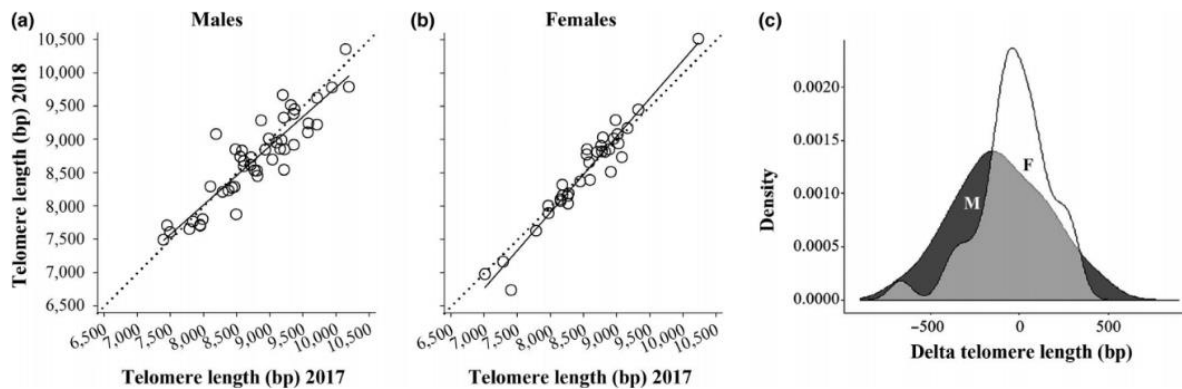 (a) Males
Telomere length (bp) 2018
10,500
10,000
9,500
9,000
8,500
8,000
7,500
7,000
6,500
6,500 7,000 7,500 8,000 8,500 9,000 9,500 10,000 10,500
Telomere length (bp) 2017
(b) Females
10,500
10,000
9,500
9,000
8,500
8,000
7,500
7,000
6,500
6,500 7,000 7,500 8,000 8,500 9,000 9,500 10,000 10,500
Telomere length (bp) 2017
(c)
Density
0.0020
0.0015
0.0010
0.0005
0.0000
M
F
−500 0 500
Delta telomere length (bp)